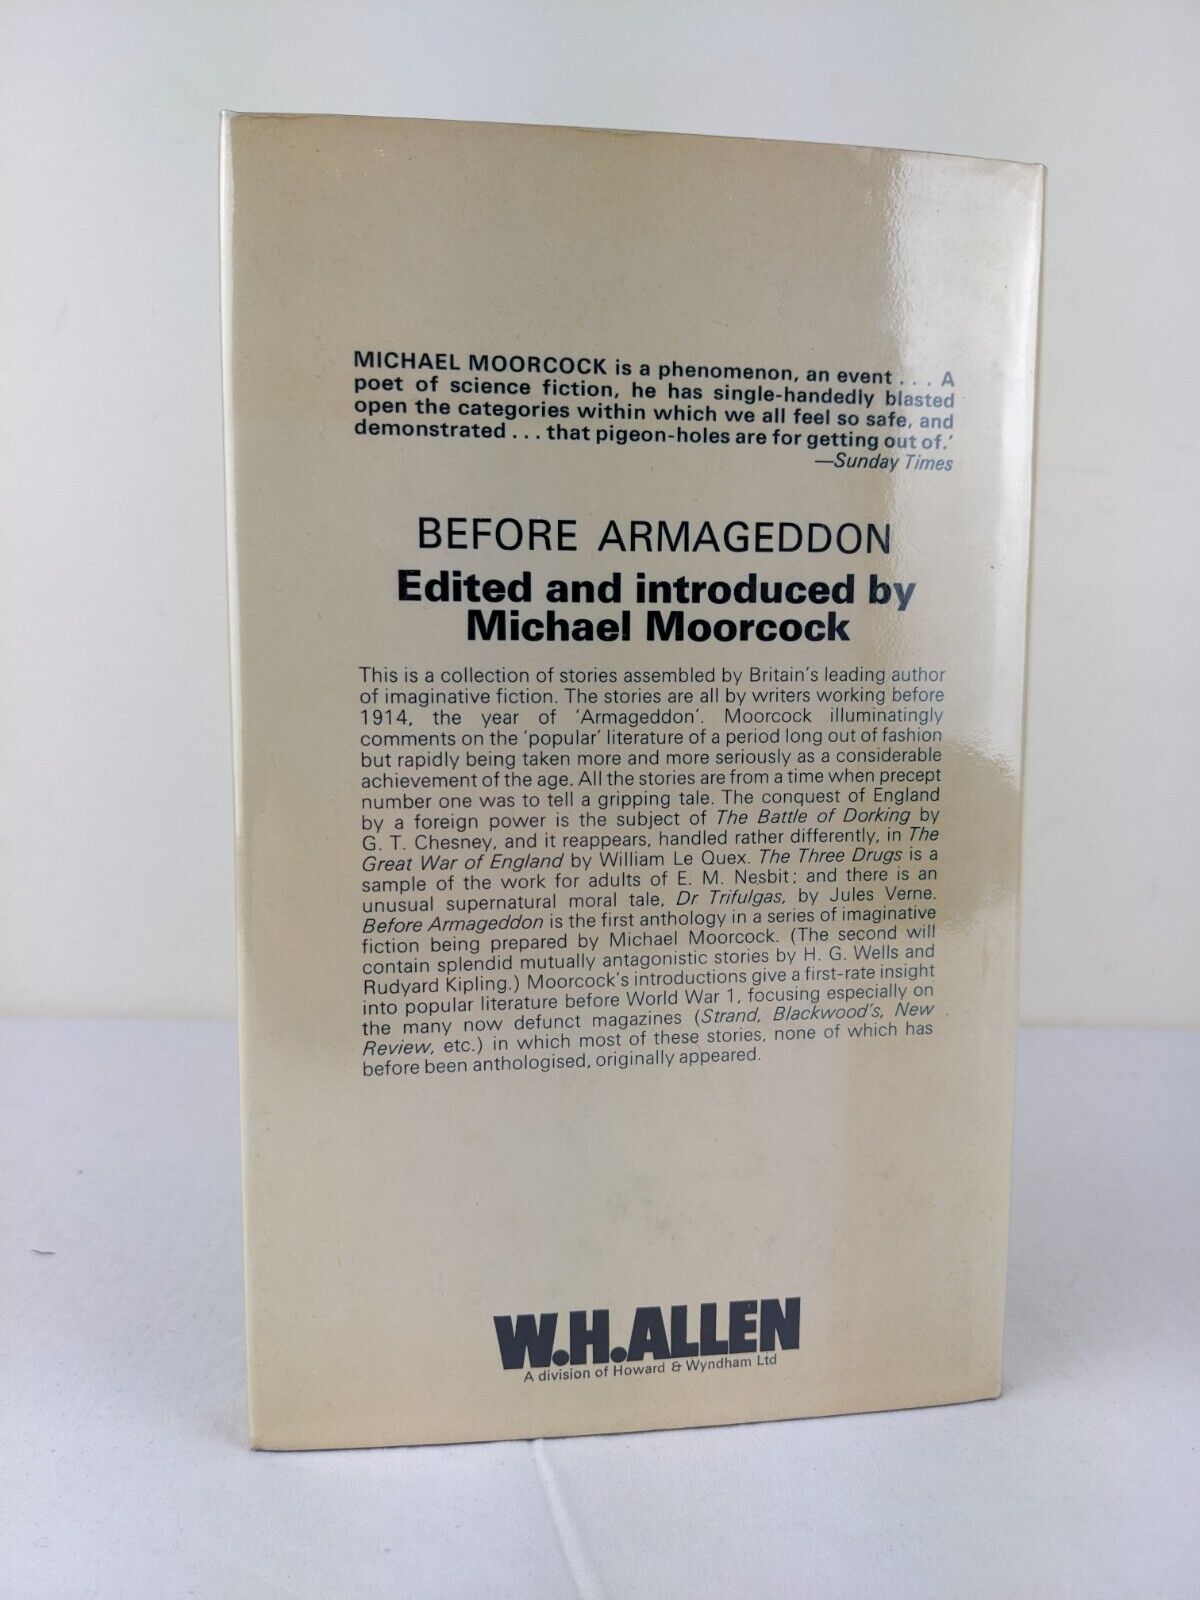 MICHAEL MOORCOCK is a phenomenon, an event . . . A
poet of science fiction, he has single-handedly blasted
open the categories within which we all feel so safe, and
demonstrated . . . that pigeon-holes are for getting out of.'
—Sunday Times
BEFORE ARMAGEDDON
Edited and introduced by
Michael Moorcock
This is a collection of stories assembled by Britain's leading author
of imaginative fiction. The stories are all by writers working before
1914, the year of 'Armageddon'. Moorcock illuminatingly
comments on the 'popular' literature of a period long out of fashion
but rapidly being taken more and more seriously as a considerable
achievement of the age. All the stories are from a time when precept
number one was to tell a gripping tale. The conquest of England
by a foreign power is the subject of The Battle of Dorking by
G. T. Chesney, and it reappears, handled rather differently, in The
Great War of England by William Le Quex. The Three Drugs is a
sample of the work for adults of E. M. Nesbit; and there is an
unusual supernatural moral tale, Dr Trifulgas, by Jules Verne.
Before Armageddon is the first anthology in a series of imaginative
fiction being prepared by Michael Moorcock. (The second will
contain splendid mutually antagonistic stories by H. G. Wells and
Rudyard Kipling.) Moorcock's introductions give a first-rate insight
into popular literature before World War 1, focusing especially on
the many now defunct magazines (Strand, Blackwood's, New
Review, etc.) in which most of these stories, none of which has
before been anthologised, originally appeared.
W.H.ALLEN
A division of Howard & Wyndham Ltd